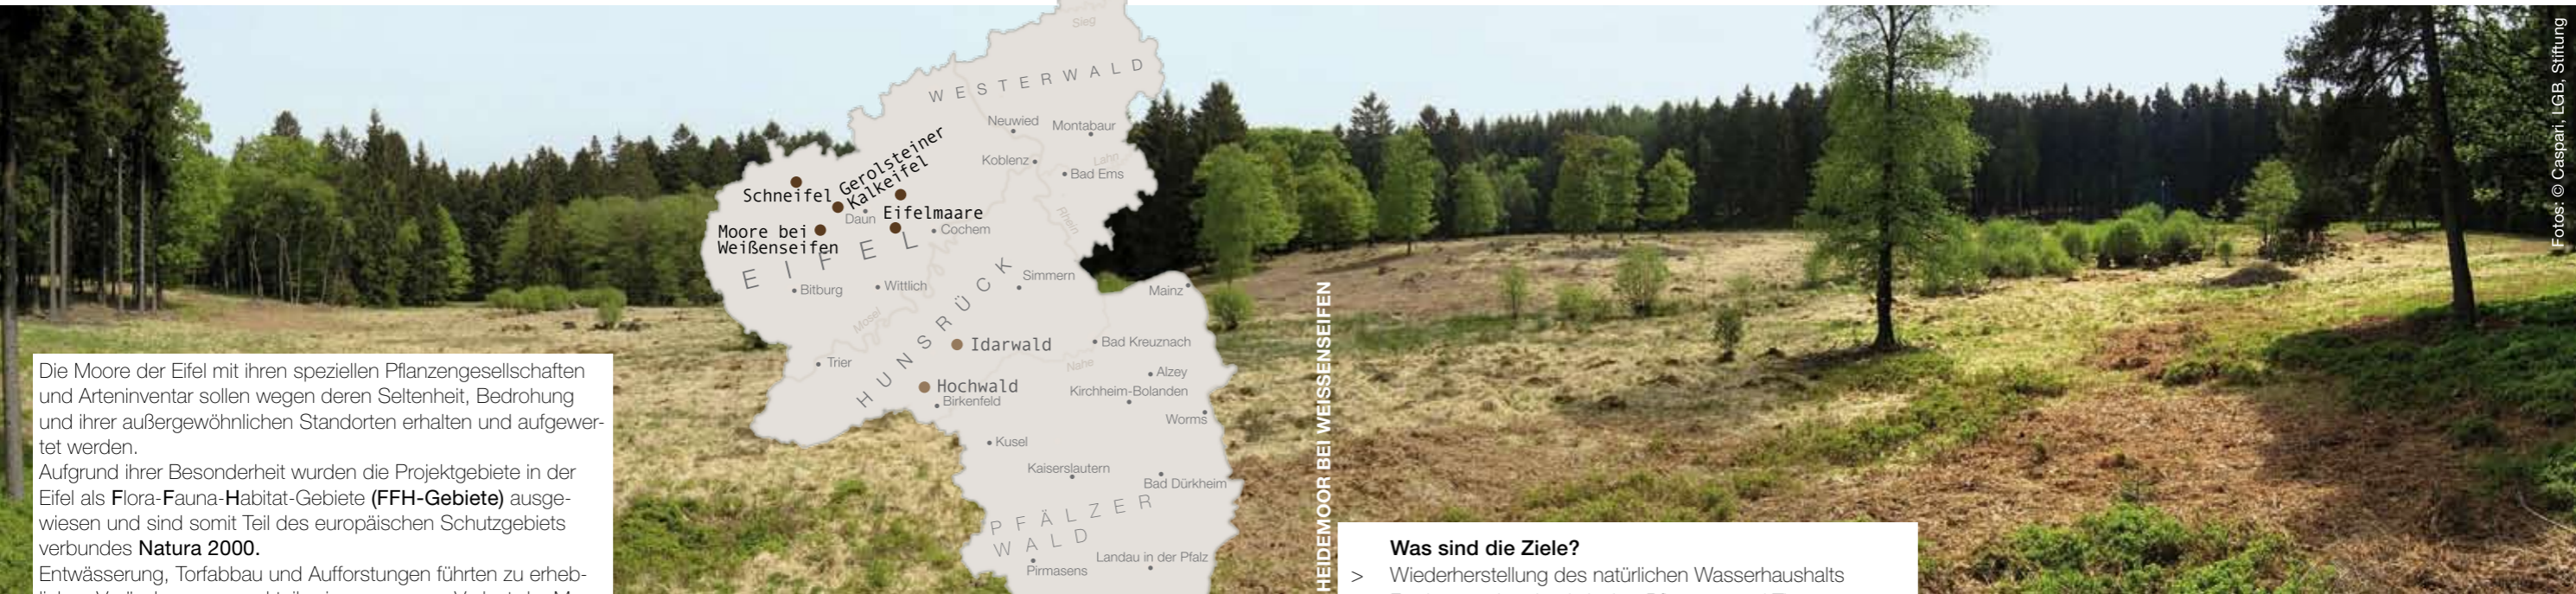 Die Moore der Eifel mit ihren speziellen Pflanzengesellschaften
und Arteninventar sollen wegen deren Seltenheit, Bedrohung
und ihrer außergewöhnlichen Standorten erhalten und aufgewer-
tet werden.
Aufgrund ihrer Besonderheit wurden die Projektgebiete in der
Eifel als Flora-Fauna-Habitat-Gebiete (FFH-Gebiete) ausge-
wiesen und sind somit Teil des europäischen Schutzgebiets
verbundes Natura 2000.
Entwässerung, Torfabbau und Aufforstungen führten zu erheb-
Sieg
WESTERWALD
Neuwied
Montabaur
Koblenz
Lahn
Bad Ems
Gerolsteiner
Kalkeifel
Schneifel
Daun
Eifelmaare
Rhein
Moore bei
Weißenseifen
Cochem
EIFEL
Bitburg
Wittlich
Simmern
Mainz
Mosel
HUNSRÜCK
Idarwald
Bad Kreuznach
Trier
Nahe
Alzey
Hochwald
Birkenfeld
Kirchheim-Bolanden
Worms
Kusel
Kaiserslautern
Bad Dürkheim
PFÄLZER
WALD
Landau in der Pfalz
Pirmasens
HEIDEMOOR BEI WEISSENSEIFEN
Was sind die Ziele?
> Wiederherstellung des natürlichen Wasserhaushalts
Fotos: © Caspari, LGB, Stiftung